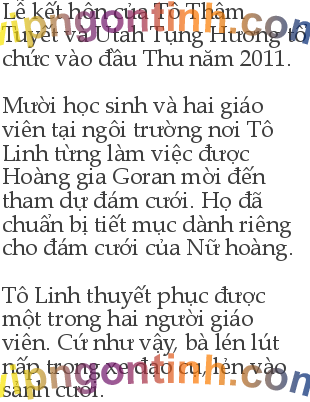 Lễ kết hôn của Tô Thâm
Tuyết và Utah Tụng Hương tổ
chức vào đầu Thu năm 2011.
Mười học sinh và hai giáo
viên tại ngôi trường nơi Tô
Linh từng làm việc được
Hoàng gia Goran mời đến
tham dự đám cưới. Họ đã
chuẩn bị tiết mục dành riêng
cho đám cưới của Nữ hoàng.
Tô Linh thuyết phục được
một trong hai người giáo
viên. Cứ như vậy, bà lén lút
nấp trong xe đạo cụ, lẻn vào
sảnh cưới.
vipngontinh.com
vipngontinh.com